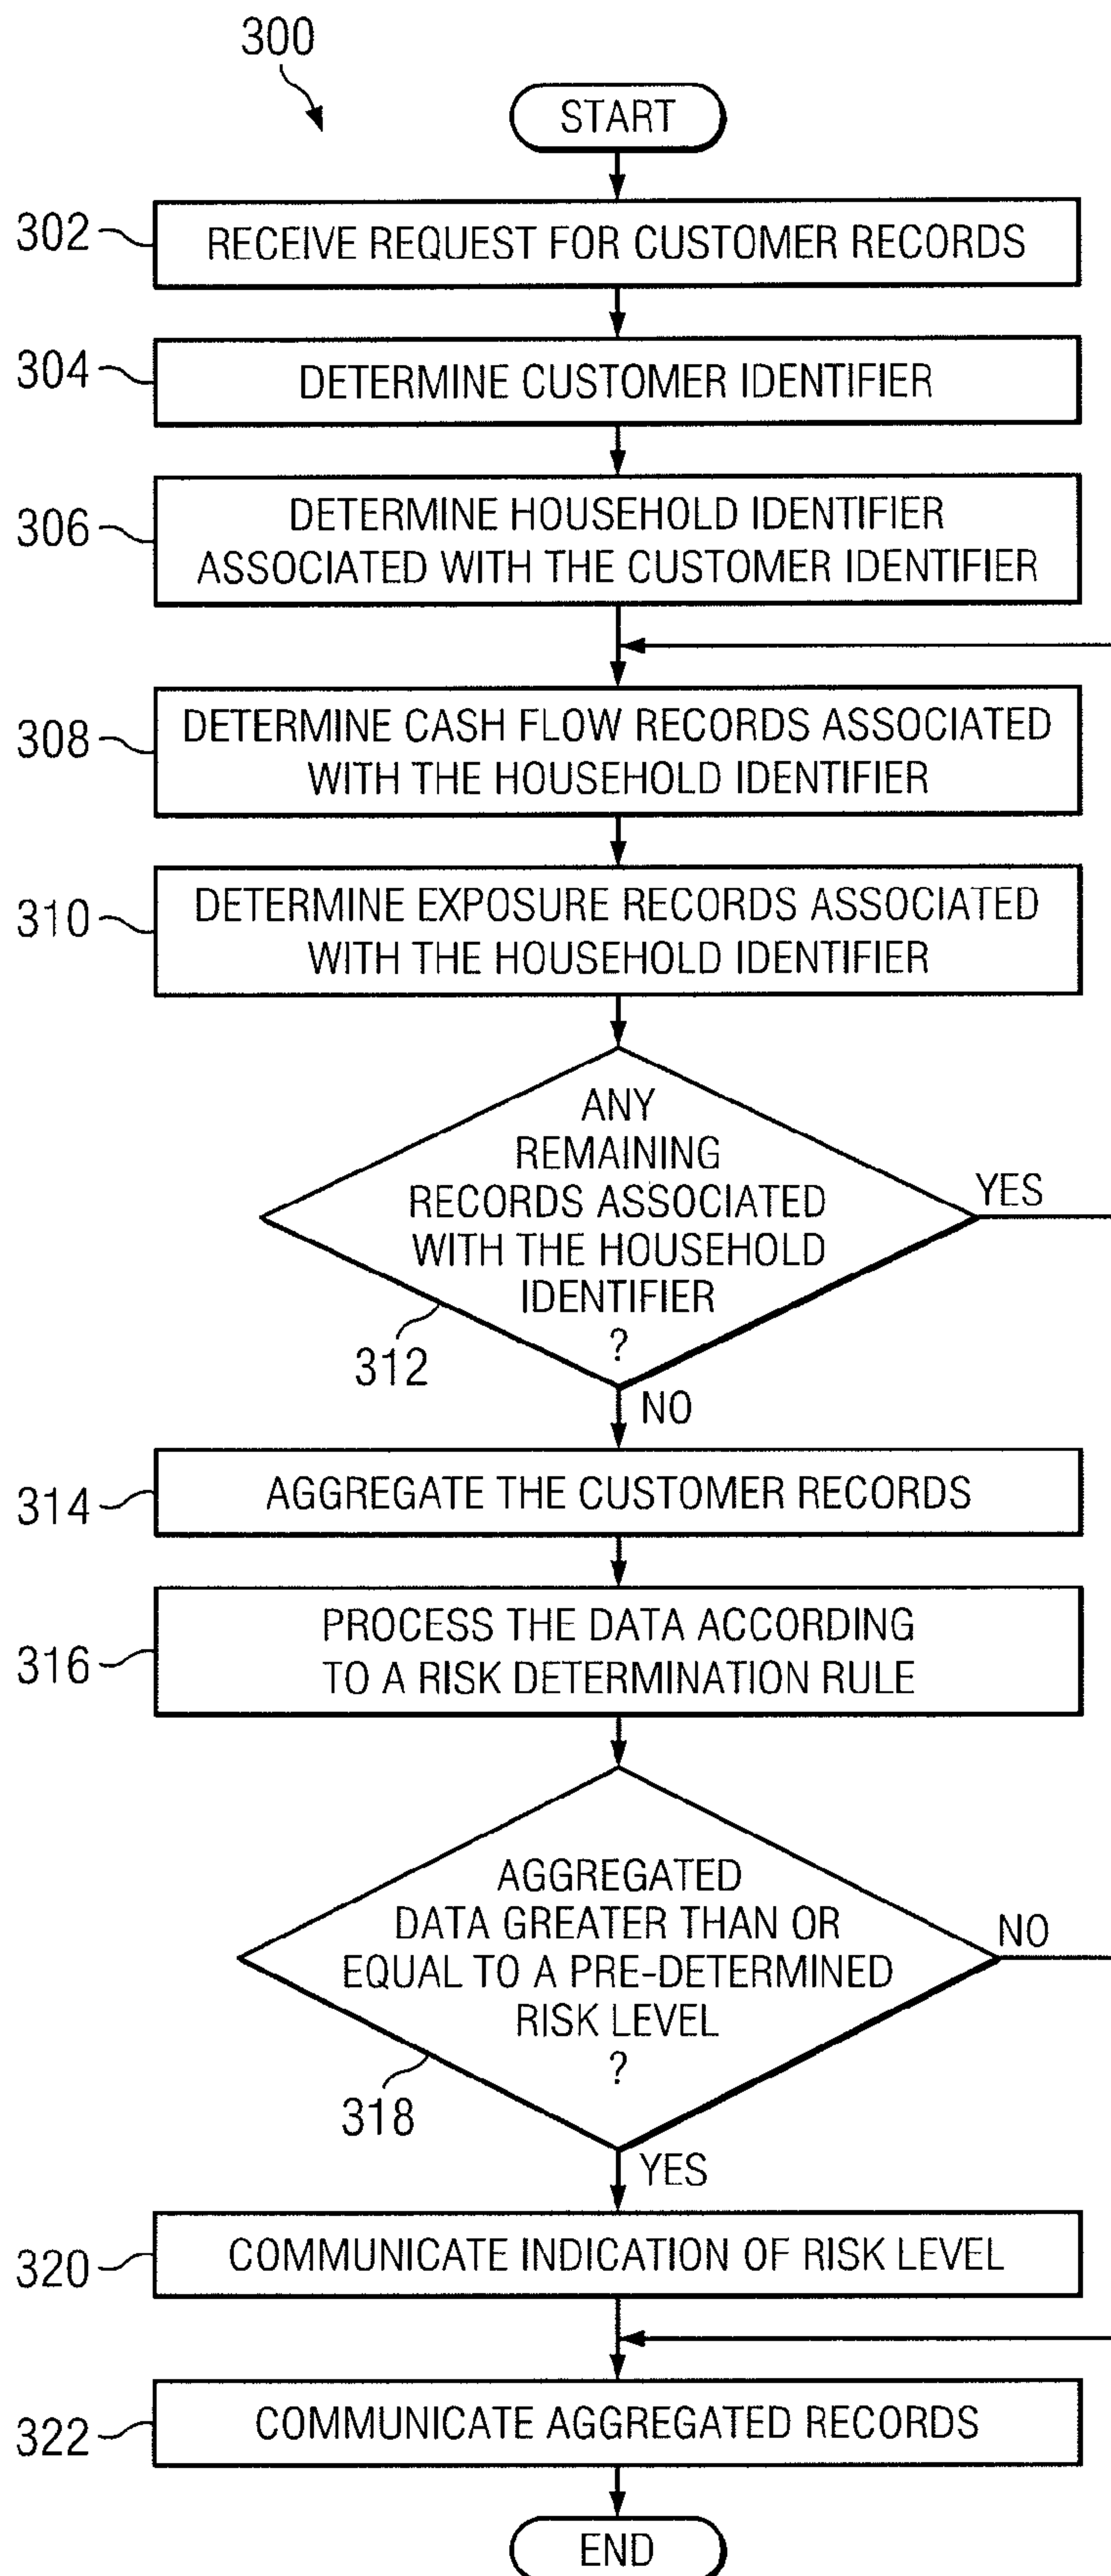 300
START
302
RECEIVE REQUEST FOR CUSTOMER RECORDS
304
DETERMINE CUSTOMER IDENTIFIER
306
DETERMINE HOUSEHOLD IDENTIFIER
ASSOCIATED WITH THE CUSTOMER IDENTIFIER
308
DETERMINE CASH FLOW RECORDS ASSOCIATED
WITH THE HOUSEHOLD IDENTIFIER
310
DETERMINE EXPOSURE RECORDS ASSOCIATED
WITH THE HOUSEHOLD IDENTIFIER
ANY
REMAINING
RECORDS ASSOCIATED
WITH THE HOUSEHOLD
IDENTIFIER
?
YES
312
NO
314
AGGREGATE THE CUSTOMER RECORDS
316
PROCESS THE DATA ACCORDING
TO A RISK DETERMINATION RULE
AGGREGATED
DATA GREATER THAN OR
EQUAL TO A PRE-DETERMINED
RISK LEVEL
?
NO
318
YES
320
COMMUNICATE INDICATION OF RISK LEVEL
322
COMMUNICATE AGGREGATED RECORDS
END